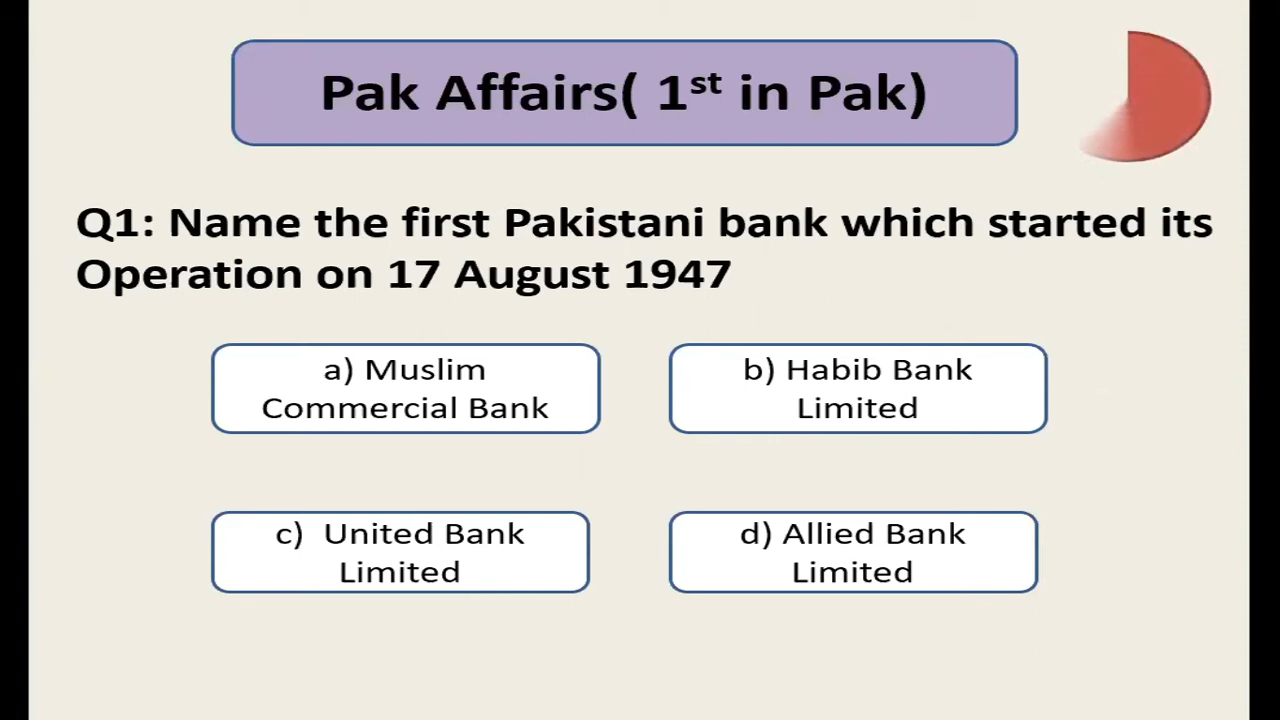 Pak Affairs( 1st in Pak)
Q1: Name the first Pakistani bank which started its
Operation on 17 August 1947
a) Muslim
Commercial Bank
b) Habib Bank
Limited
c) United Bank
Limited
d) Allied Bank
Limited